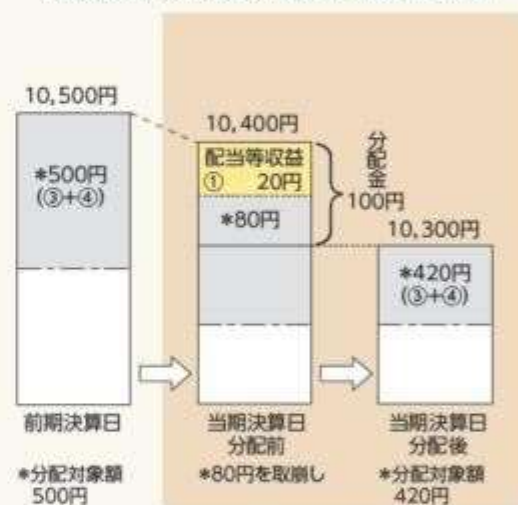 10,500円
*500円
(③+④)
前期決算日
*分配対象額
500円
10,400円
配当等収益
① 20円
*80円
分配金
100円
当期決算日
分配前
*80円を取崩し
10,300円
*420円
(③+④)
当期決算日
分配後
*分配対象額
420円